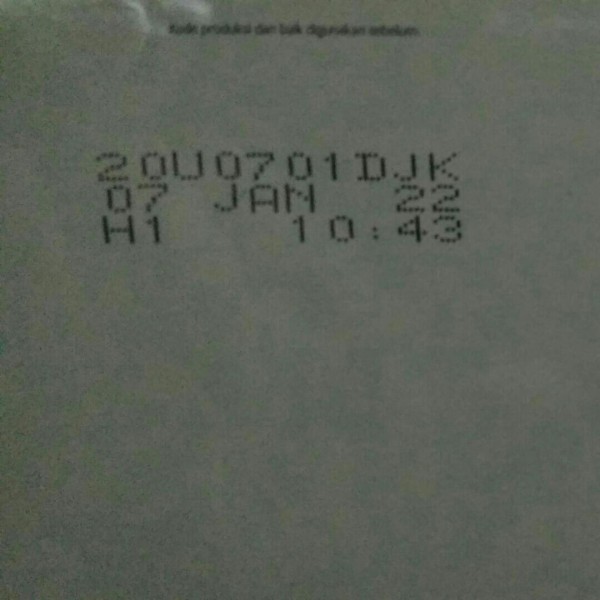 Kode produksi dan baik digunakan sebelum:
20U0701DJK
07 JAN 22
H1 10:43